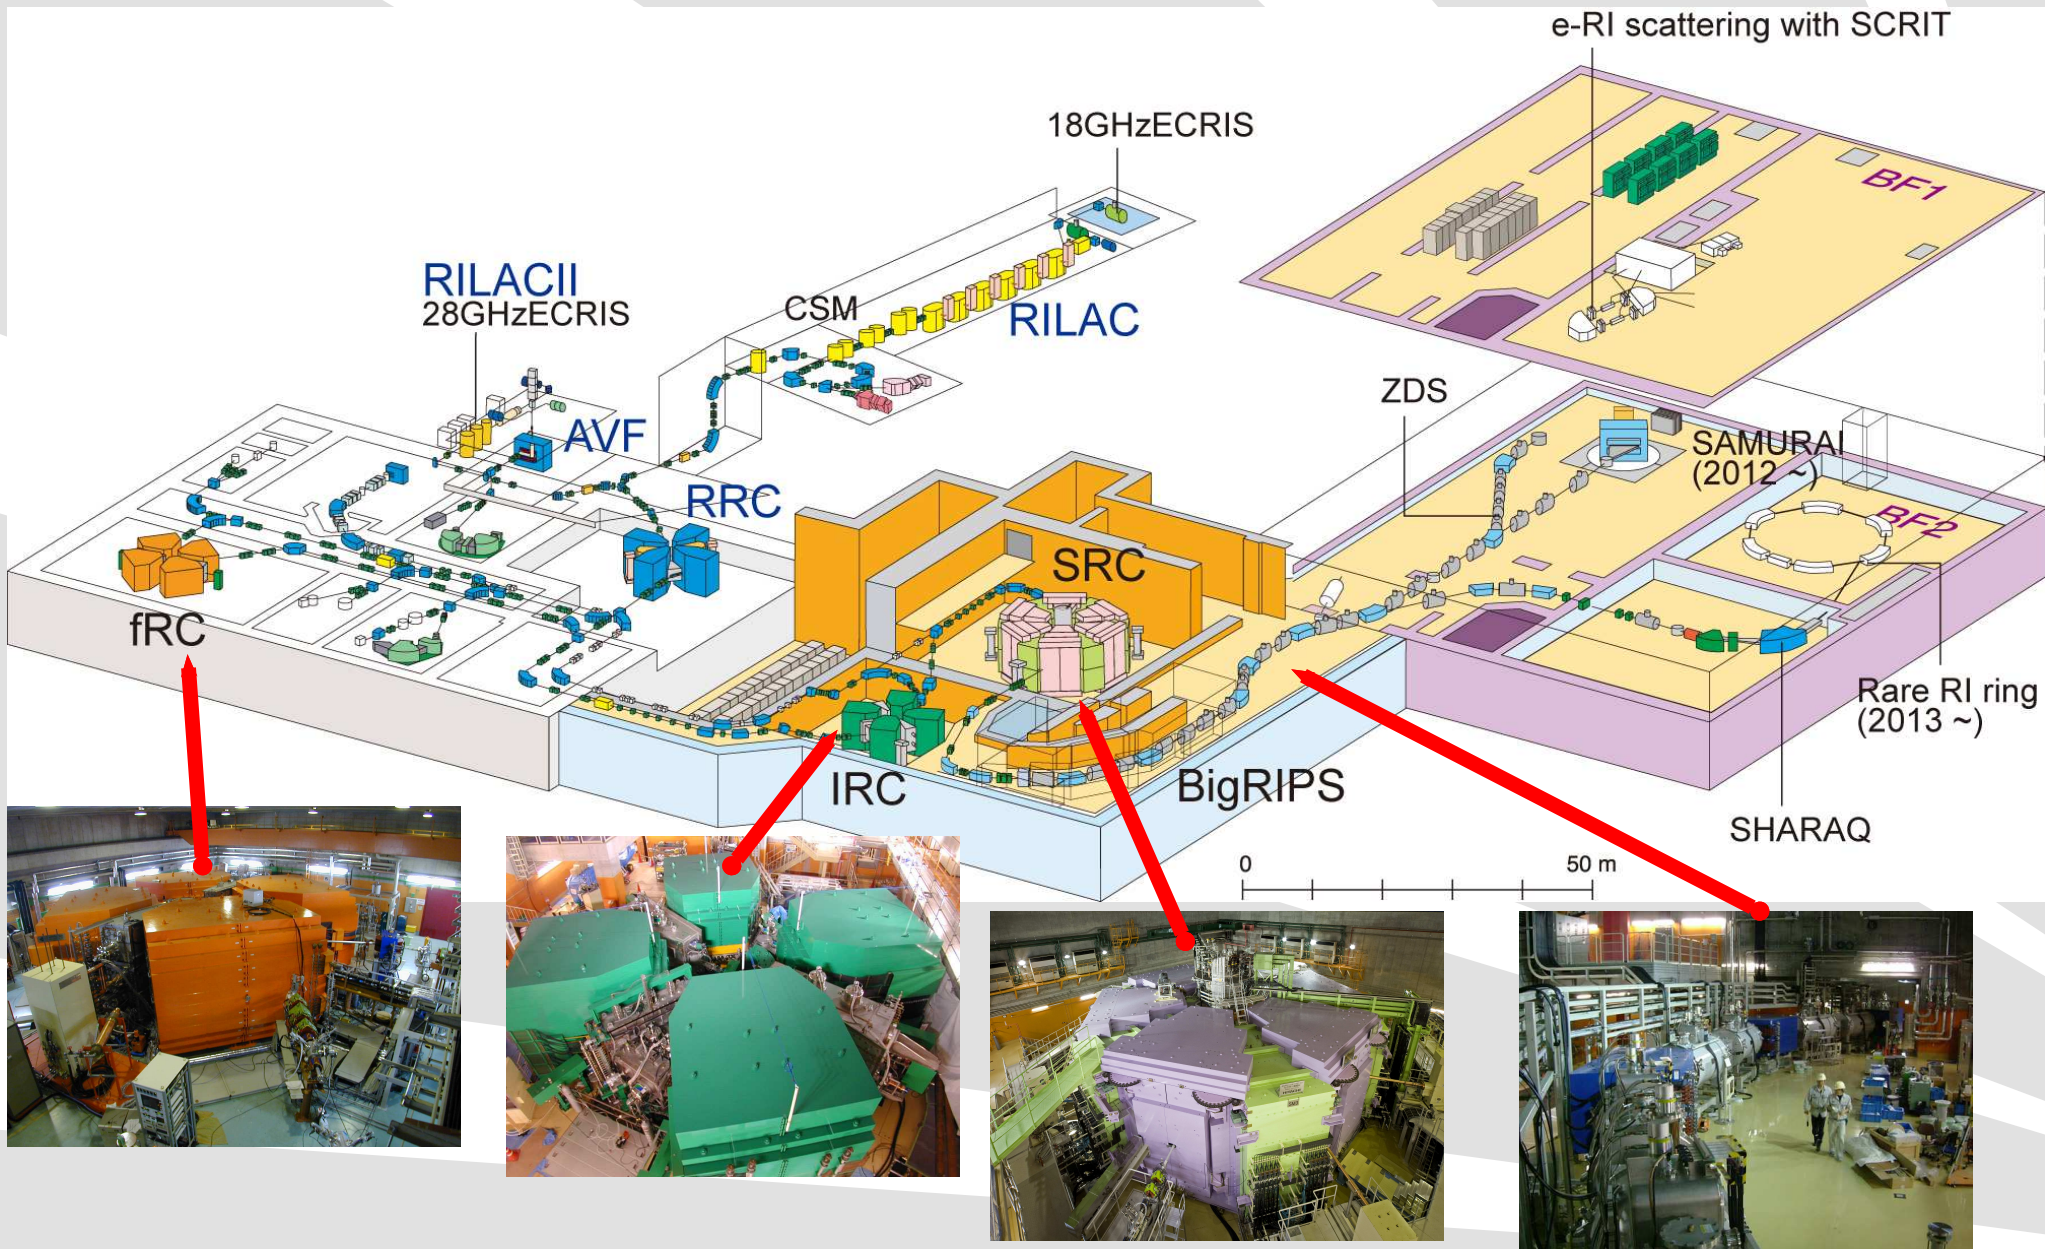 e-RI scattering with SCRIT
18GHzECRIS
BF1
RILACII
28GHzECRIS
CSM
RILAC
ZDS
AVF
SAMURAI
(2012 ~)
RRC
BF2
SRC
fRC
Rare RI ring
(2013 ~)
IRC
BigRIPS
SHARAQ
0
50 m